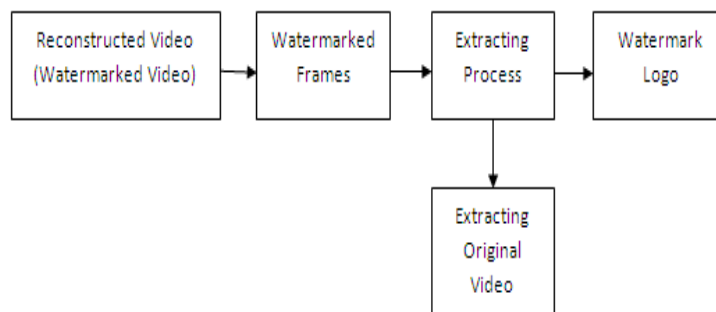 Reconstructed Video
(Watermarked Video)
Watermarked
Frames
Extracting
Process
Watermark
Logo
Extracting
Original
Video